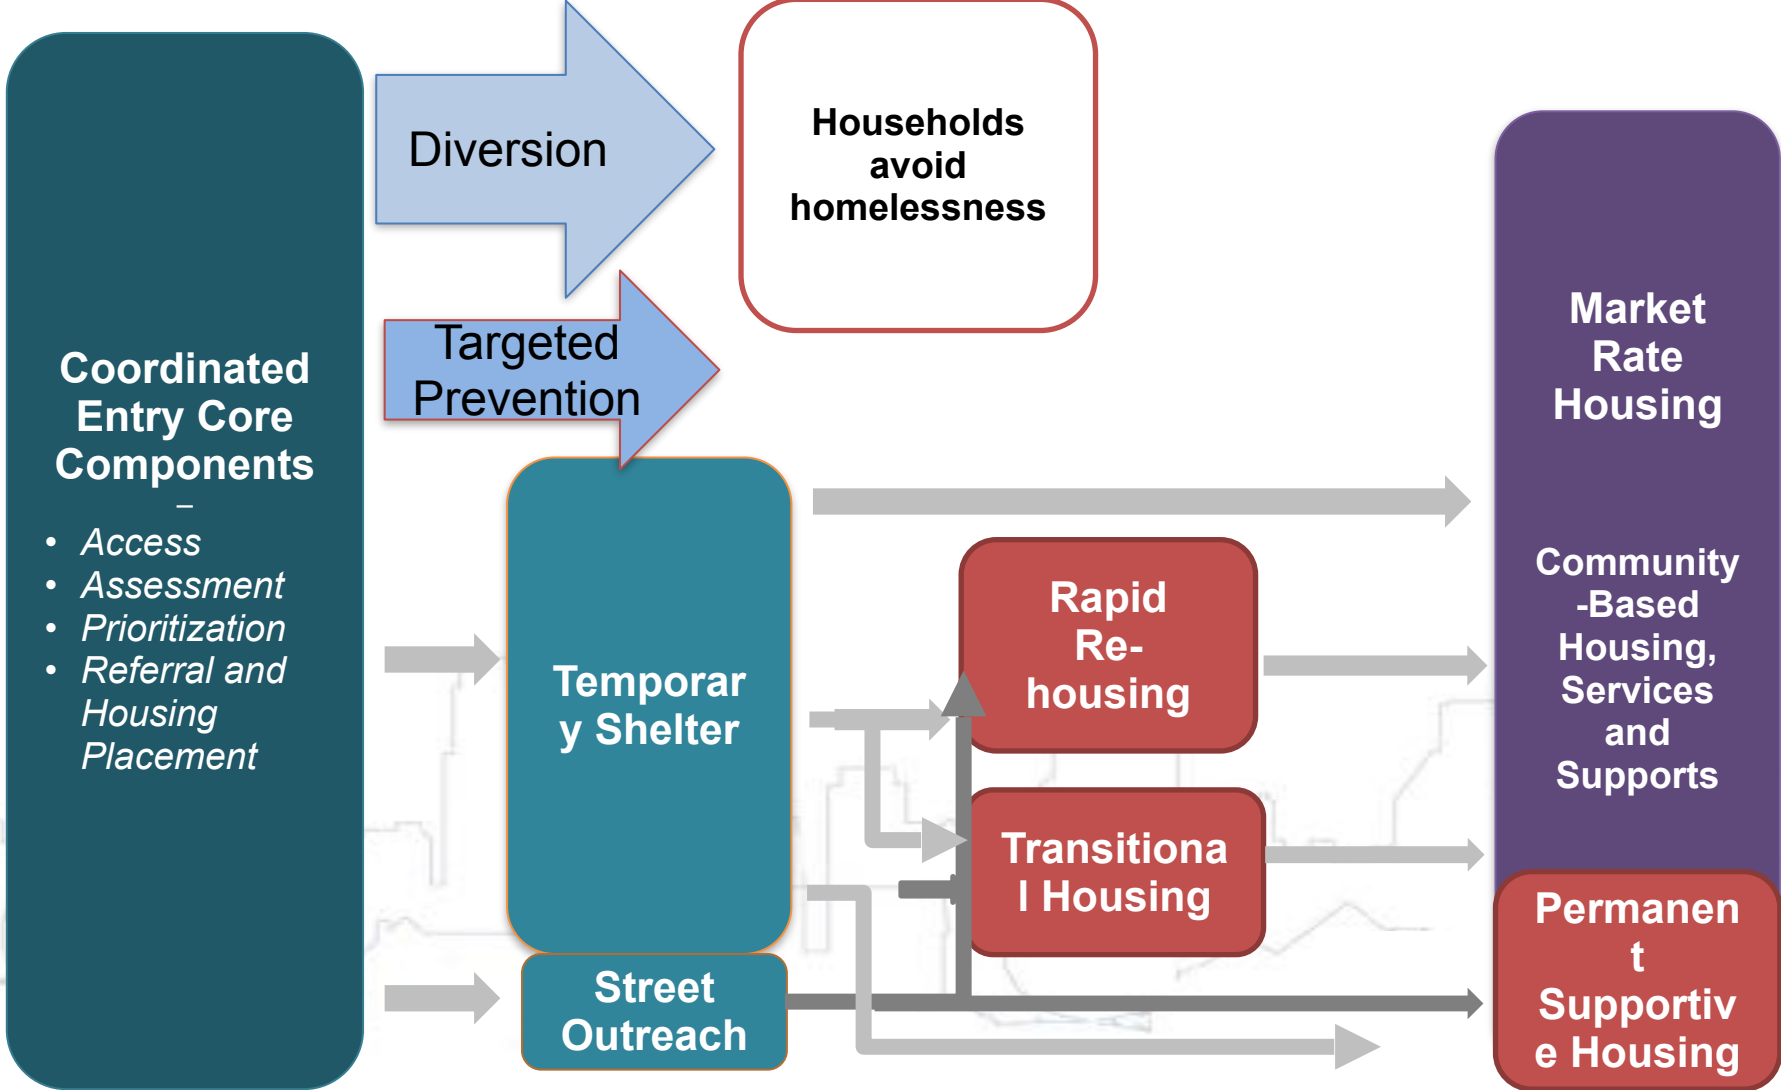 Coordinated
Entry Core
Components
–
• Access
• Assessment
• Prioritization
• Referral and
Housing
Placement
Diversion
Targeted
Prevention
Households
avoid
homelessness
Temporar
y Shelter
Street
Outreach
Rapid
Re-
housing
Transitiona
l Housing
Market
Rate
Housing
Community
-Based
Housing,
Services
and
Supports
Permanen
t
Supportiv
e Housing